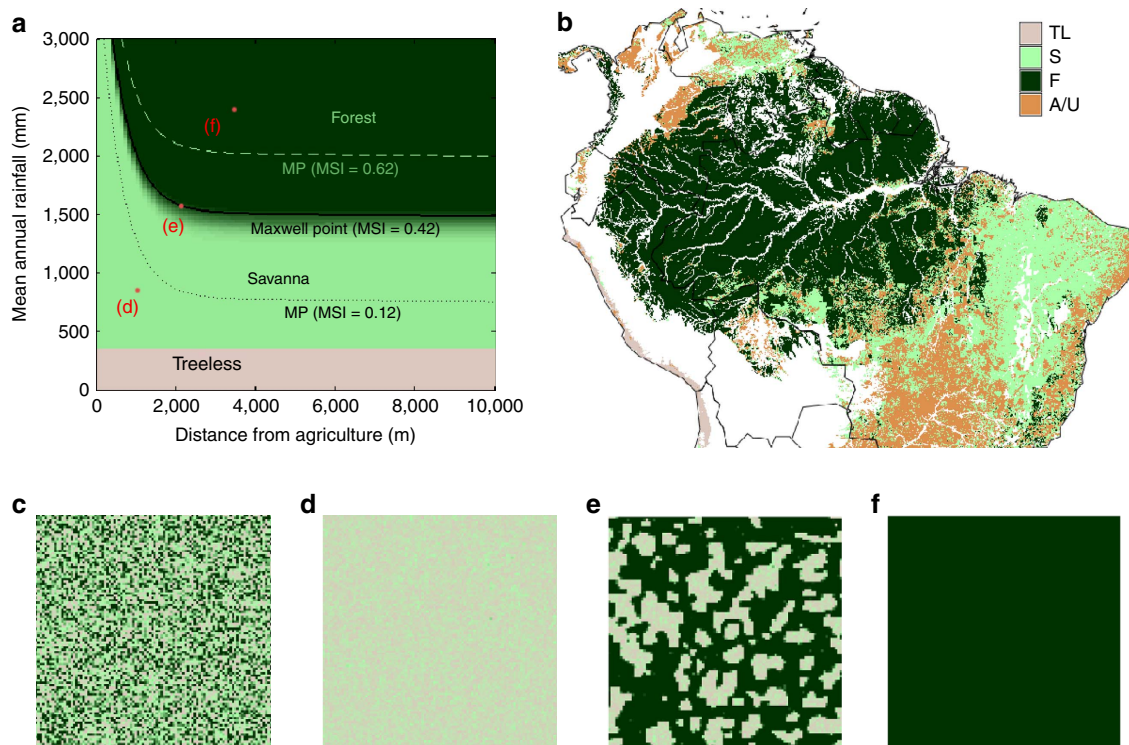 a
3,000
2,500
2,000
1,500
1,000
500
0
Mean annual rainfall (mm)
(f)
Forest
MP (MSI = 0.62)
(e)
Maxwell point (MSI = 0.42)
Savanna
(d)
MP (MSI = 0.12)
Treeless
0
2,000
4,000
6,000
8,000
10,000
Distance from agriculture (m)
b
TL
S
F
A/U
c
d
e
f